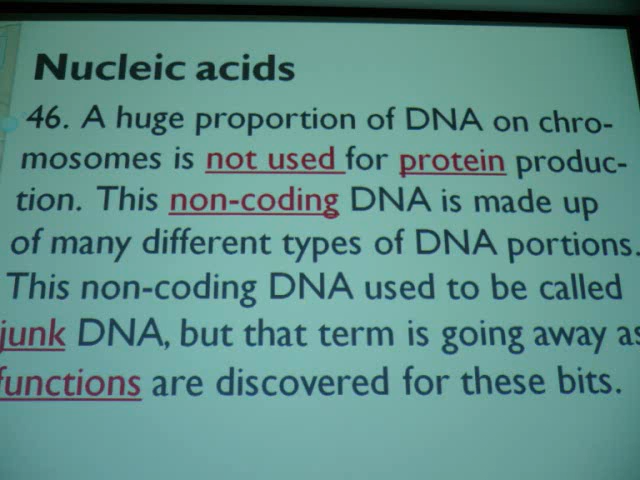 Nucleic acids
46. A huge proportion of DNA on chro-
mosomes is not used for protein produc-
tion. This non-coding DNA is made up
of many different types of DNA portions.
This non-coding DNA used to be called
junk DNA, but that term is going away as
functions are discovered for these bits.